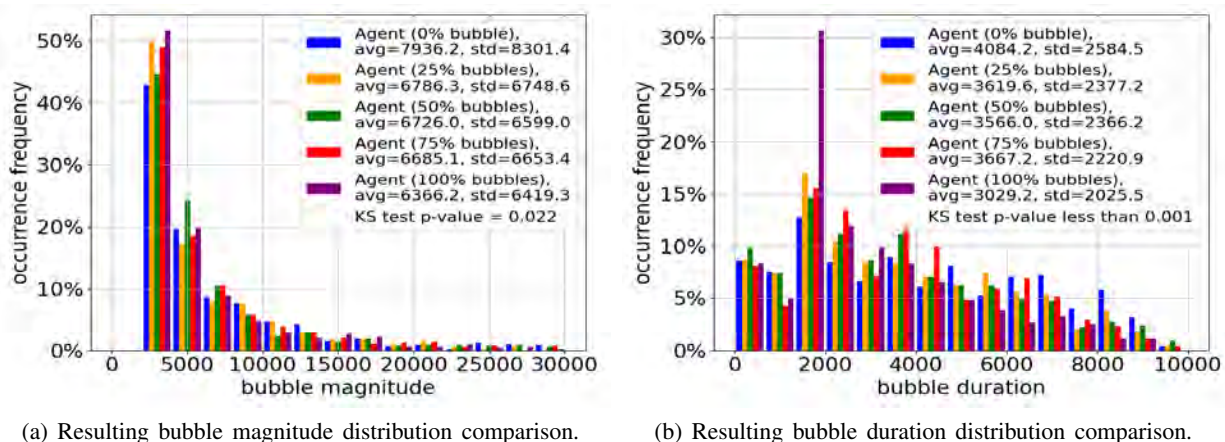 occurrence frequency
50%
40%
30%
20%
10%
0%
Agent (0% bubble),
avg=7936.2, std=8301.4
Agent (25% bubbles),
avg=6786.3, std=6748.6
Agent (50% bubbles),
avg=6726.0, std=6599.0
Agent (75% bubbles),
avg=6685.1, std=6653.4
Agent (100% bubbles),
avg=6366.2, std=6419.3
KS test p-value = 0.022
0 5000 10000 15000 20000 25000 30000
bubble magnitude
(a) Resulting bubble magnitude distribution comparison.
occurrence frequency
30%
25%
20%
15%
10%
5%
0%
Agent (0% bubble),
avg=4084.2, std=2584.5
Agent (25% bubbles),
avg=3619.6, std=2377.2
Agent (50% bubbles),
avg=3566.0, std=2366.2
Agent (75% bubbles),
avg=3667.2, std=2220.9
Agent (100% bubbles),
avg=3029.2, std=2025.5
KS test p-value less than 0.001
0 2000 4000 6000 8000 10000
bubble duration
(b) Resulting bubble duration distribution comparison.